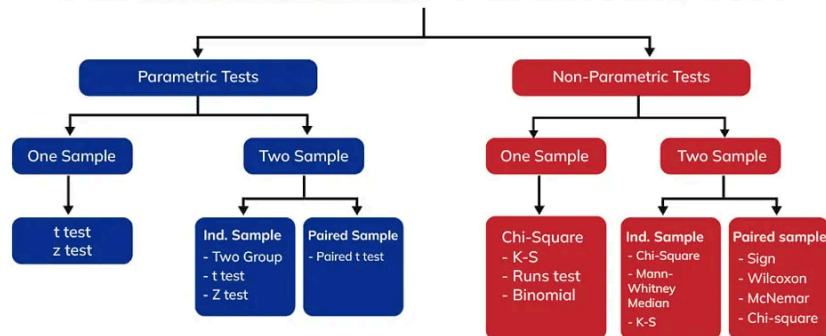 Parametric Tests
Non-Parametric Tests
One Sample
Two Sample
One Sample
Two Sample
t test
z test
Ind. Sample
- Two Group
- t test
- Z test
Paired Sample
- Paired t test
Chi-Square
- K-S
- Runs test
- Binomial
Ind. Sample
- Chi-Square
- Mann-
Whitney
Median
- K-S
Paired sample
- Sign
- Wilcoxon
- McNemar
- Chi-square